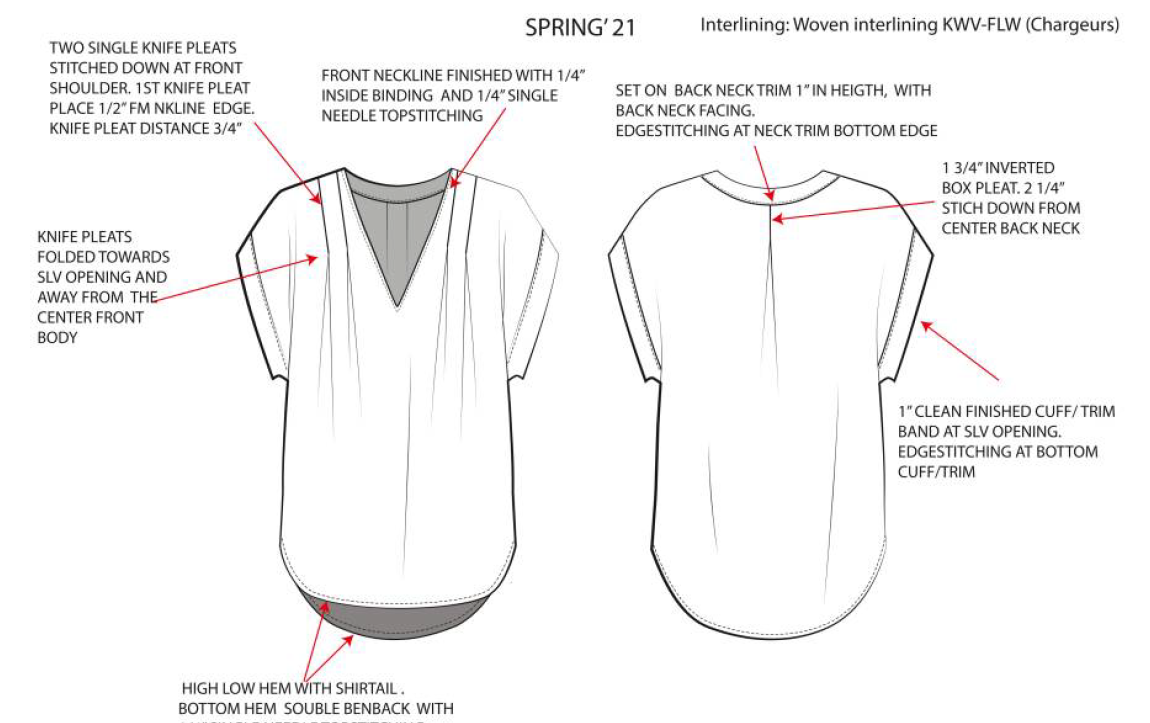 SPRING' 21
Interlining: Woven interlining KWV-FLW (Chargeurs)
TWO SINGLE KNIFE PLEATS
STITCHED DOWN AT FRONT
SHOULDER. 1ST KNIFE PLEAT
PLACE 1/2" FM NKLINE EDGE.
KNIFE PLEAT DISTANCE 3/4"
FRONT NECKLINE FINISHED WITH 1/4"
INSIDE BINDING AND 1/4" SINGLE
NEEDLE TOPSTITCHING
SET ON BACK NECK TRIM 1" IN HEIGTH, WITH
BACK NECK FACING.
EDGESTITCHING AT NECK TRIM BOTTOM EDGE
1 3/4" INVERTED
BOX PLEAT. 2 1/4"
STICH DOWN FROM
CENTER BACK NECK
KNIFE PLEATS
FOLDED TOWARDS
SLV OPENING AND
AWAY FROM THE
CENTER FRONT
BODY
1" CLEAN FINISHED CUFF/ TRIM
BAND AT SLV OPENING.
EDGESTITCHING AT BOTTOM
CUFF/TRIM
HIGH LOW HEM WITH SHIRTAIL .
BOTTOM HEM SOUBLE BENBACK WITH